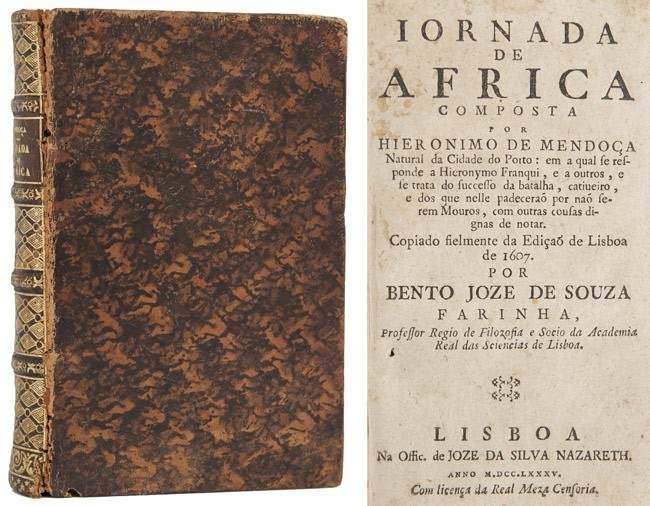 IORNADA
DE
AFRICA
COMPOSTA
POR
HIERONIMO DE MENDOÇA
Natural da Cidade do Porto: em a qual ſe reſ-
ponde a Hieronymo Franqui, e a outros, e
ſe trata do ſucceſſo da batalha, catiueiro,
e dos que nelle padeceraõ por naõ ſe-
rem Mouros, com outras couſas di-
gnas de notar.
Copiado fielmente da Ediçaõ de Lisboa
de 1607.
POR
BENTO JOZE DE SOUZA
FARINHA,
Profeſſor Regio de Filozofia e Socio da Academia
Real das Sciencias de Lisboa.
LISBOA
Na Offic. de JOZE DA SILVA NAZARETH.
ANNO M.DCC.LXXXV.
Com licença da Real Meza Cenſoria.